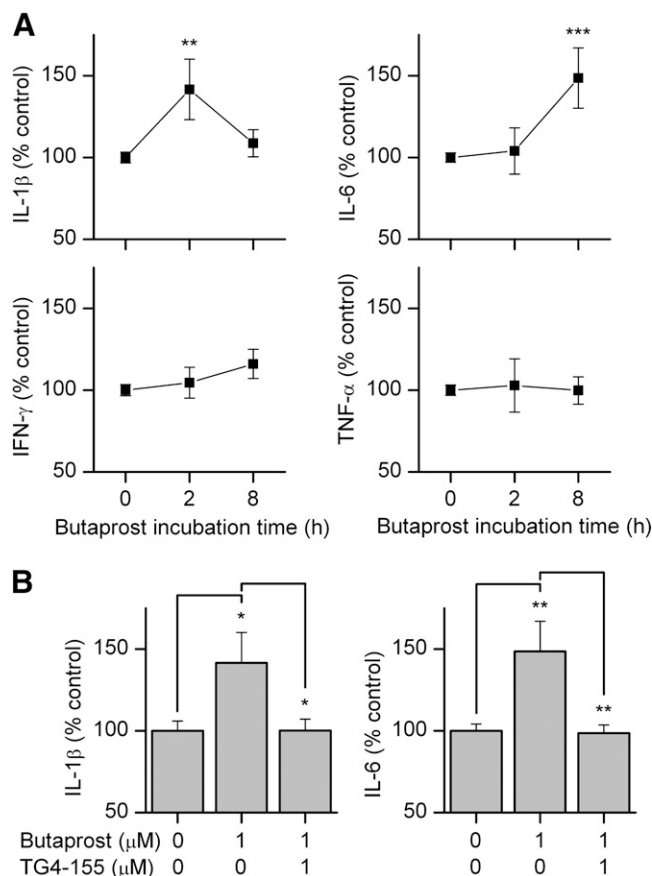 A
**
***
150
100
50
IL-1β (% control)
150
100
50
IL-6 (% control)
150
100
50
IFN-γ (% control)
0 2 8
Butaprost incubation time (h)
150
100
50
TNF-α (% control)
0 2 8
Butaprost incubation time (h)
B
*
*
150
100
50
IL-1β (% control)
**
**
150
100
50
IL-6 (% control)
Butaprost (μM) 0 1 1 0 1 1
TG4-155 (μM) 0 0 1 0 0 1